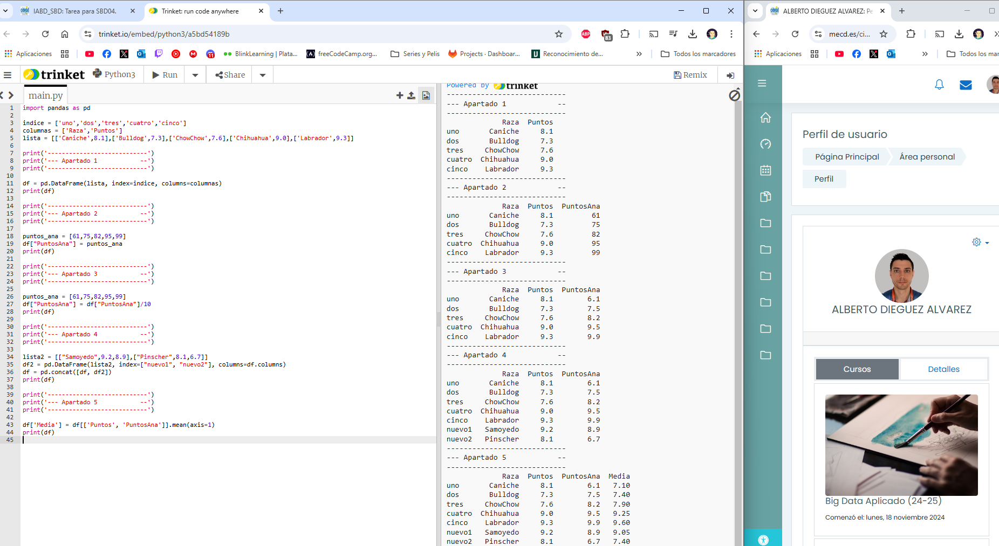 IABD_SBD: Tarea para SBD04.
Trinket: run code anywhere
trinket.io/embed/python3/a5bd54189b
ABP
83
Aplicaciones
11
BlinkLearning | Plata...
freeCodeCamp.org...
Series y Pelis
Projects · Dashboar...
Reconocimiento de...
»
Todos los marcadores
trinket
Python3
Run
Share
Remix
main.py
1 import pandas as pd
2
3 indice = ['uno','dos','tres','cuatro','cinco']
4 columnas = ['Raza','Puntos']
5 lista = [['Caniche',8.1],['Bulldog',7.3],['ChowChow',7.6],['Chihuahua',9.0],['Labrador',9.3]]
6
7 print('----------------------------')
8 print('--- Apartado 1            --')
9 print('----------------------------')
10
11 df = pd.DataFrame(lista, index=indice, columns=columnas)
12 print(df)
13
14 print('----------------------------')
15 print('--- Apartado 2            --')
16 print('----------------------------')
17
18 puntos_ana = [61,75,82,95,99]
19 df["PuntosAna"] = puntos_ana
20 print(df)
21
22 print('----------------------------')
23 print('--- Apartado 3            --')
24 print('----------------------------')
25
26 puntos_ana = [61,75,82,95,99]
27 df["PuntosAna"] = df["PuntosAna"]/10
28 print(df)
29
30 print('----------------------------')
31 print('--- Apartado 4            --')
32 print('----------------------------')
33
34 lista2 = [["Samoyedo",9.2,8.9],["Pinscher",8.1,6.7]]
35 df2 = pd.DataFrame(lista2, index=["nuevo1", "nuevo2"], columns=df.columns)
36 df = pd.concat([df, df2])
37 print(df)
38
39 print('----------------------------')
40 print('--- Apartado 5            --')
41 print('----------------------------')
42
43 df['Media'] = df[['Puntos', 'PuntosAna']].mean(axis=1)
44 print(df)
45
Powered by trinket
----------------------------
--- Apartado 1            --
----------------------------
Raza Puntos
uno Caniche 8.1
dos Bulldog 7.3
tres ChowChow 7.6
cuatro Chihuahua 9.0
cinco Labrador 9.3
----------------------------
--- Apartado 2            --
----------------------------
Raza Puntos PuntosAna
uno Caniche 8.1 61
dos Bulldog 7.3 75
tres ChowChow 7.6 82
cuatro Chihuahua 9.0 95
cinco Labrador 9.3 99
----------------------------
--- Apartado 3            --
----------------------------
Raza Puntos PuntosAna
uno Caniche 8.1 6.1
dos Bulldog 7.3 7.5
tres ChowChow 7.6 8.2
cuatro Chihuahua 9.0 9.5
cinco Labrador 9.3 9.9
----------------------------
--- Apartado 4            --
----------------------------
Raza Puntos PuntosAna
uno Caniche 8.1 6.1
dos Bulldog 7.3 7.5
tres ChowChow 7.6 8.2
cuatro Chihuahua 9.0 9.5
cinco Labrador 9.3 9.9
nuevo1 Samoyedo 9.2 8.9
nuevo2 Pinscher 8.1 6.7
----------------------------
--- Apartado 5            --
----------------------------
Raza Puntos PuntosAna Media
uno Caniche 8.1 6.1 7.10
dos Bulldog 7.3 7.5 7.40
tres ChowChow 7.6 8.2 7.90
cuatro Chihuahua 9.0 9.5 9.25
cinco Labrador 9.3 9.9 9.60
nuevo1 Samoyedo 9.2 8.9 9.05
nuevo2 Pinscher 8.1 6.7 7.40
ALBERTO DIEGUEZ ALVAREZ: Pe
mecd.es/ci...
»
Aplicaciones
»
Todos los mar
Perfil de usuario
Página Principal
Área personal
Perfil
ALBERTO DIEGUEZ ALVAREZ
Cursos
Detalles
Big Data Aplicado (24-25)
Comenzó el: lunes, 18 noviembre 2024